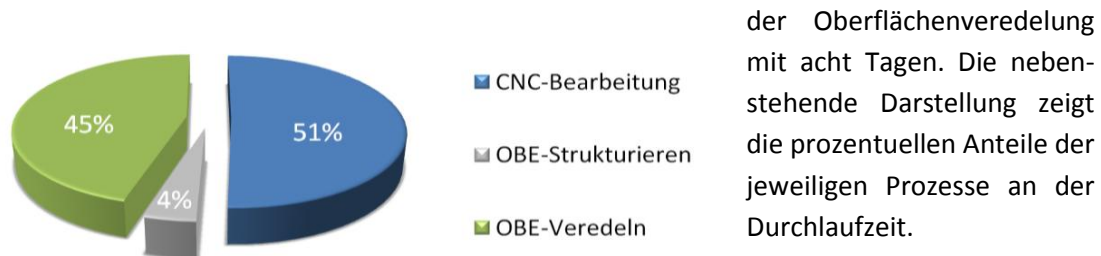 45%
51%
4%
CNC-Bearbeitung
OBE-Strukturieren
OBE-Veredeln
der Oberflächenveredelung
mit acht Tagen. Die neben-
stehende Darstellung zeigt
die prozentuellen Anteile der
jeweiligen Prozesse an der
Durchlaufzeit.